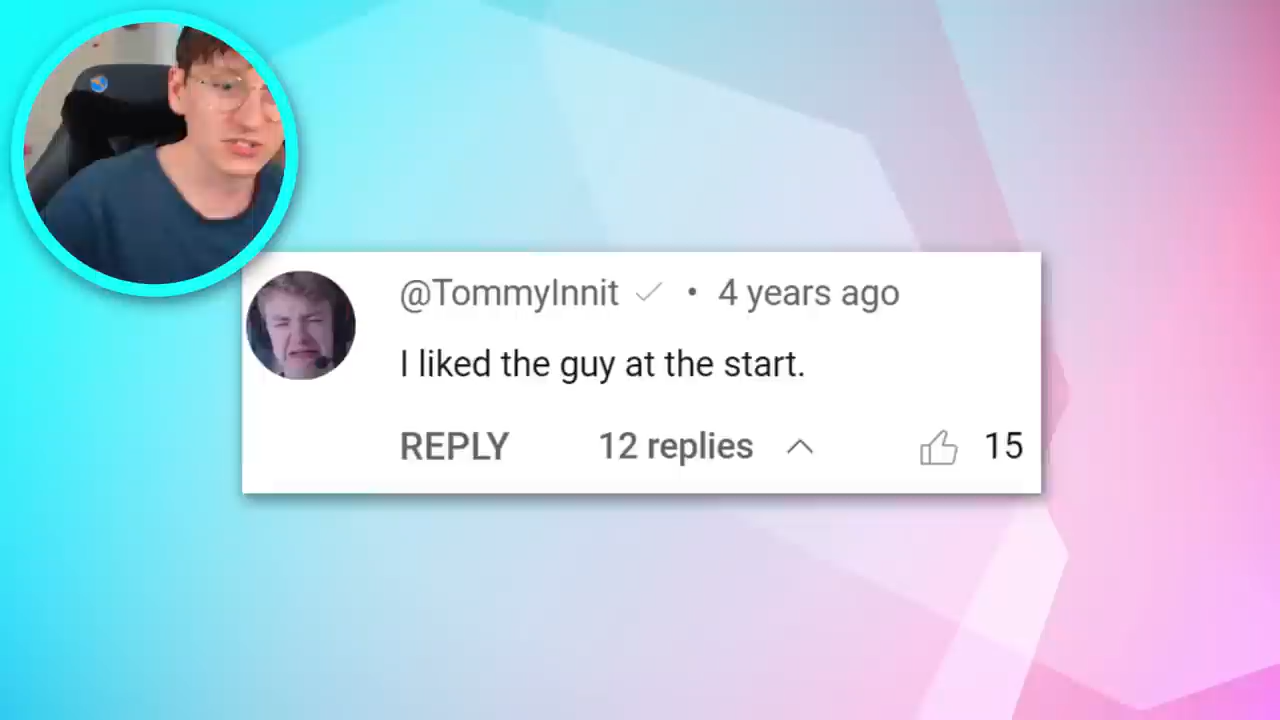 @TommyInnit • 4 years ago
I liked the guy at the start.
REPLY 12 replies 15